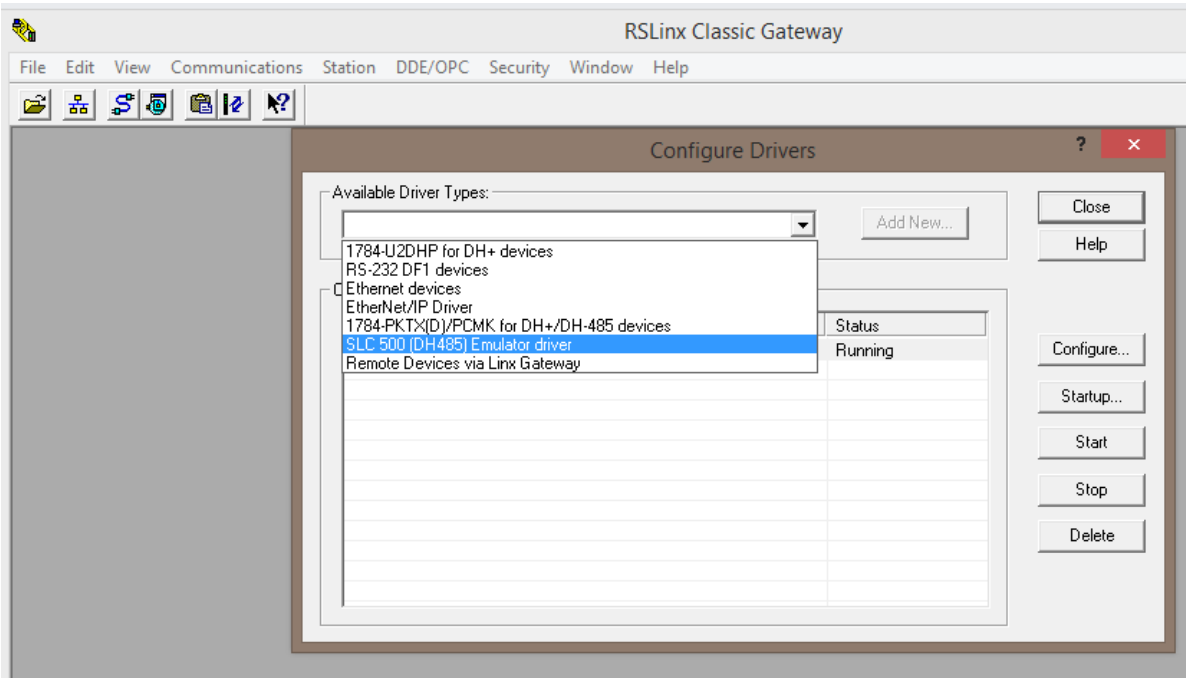 RSLinx Classic Gateway
File Edit View Communications Station DDE/OPC Security Window Help
Configure Drivers ? ×
Available Driver Types:
Add New...
Close
Help
1784-U2DHP for DH+ devices
RS-232 DF1 devices
Ethernet devices
EtherNet/IP Driver
1784-PKTX(D)/PCMK for DH+/DH-485 devices
SLC 500 (DH485) Emulator driver
Remote Devices via Linx Gateway
Status
Running
Configure...
Startup...
Start
Stop
Delete